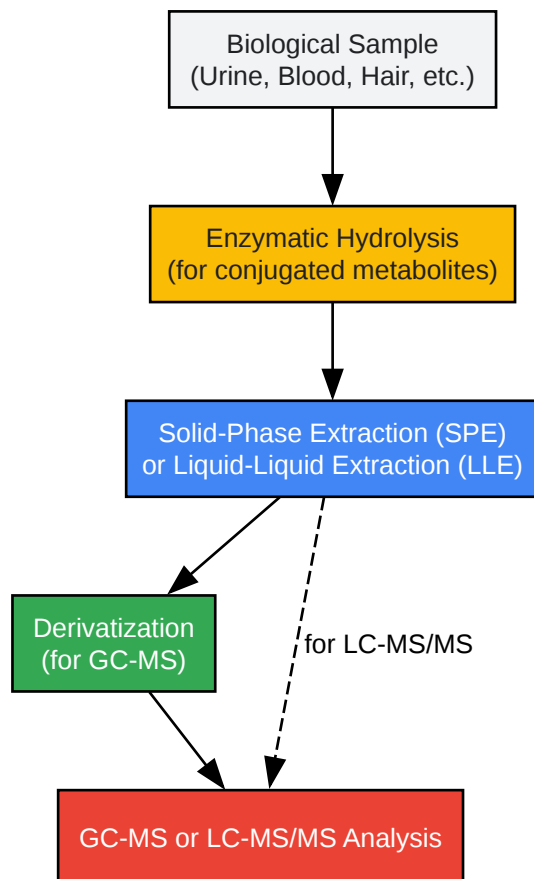 Biological Sample
(Urine, Blood, Hair, etc.)
Enzymatic Hydrolysis
(for conjugated metabolites)
Solid-Phase Extraction (SPE)
or Liquid-Liquid Extraction (LLE)
Derivatization
(for GC-MS)
for LC-MS/MS
GC-MS or LC-MS/MS Analysis